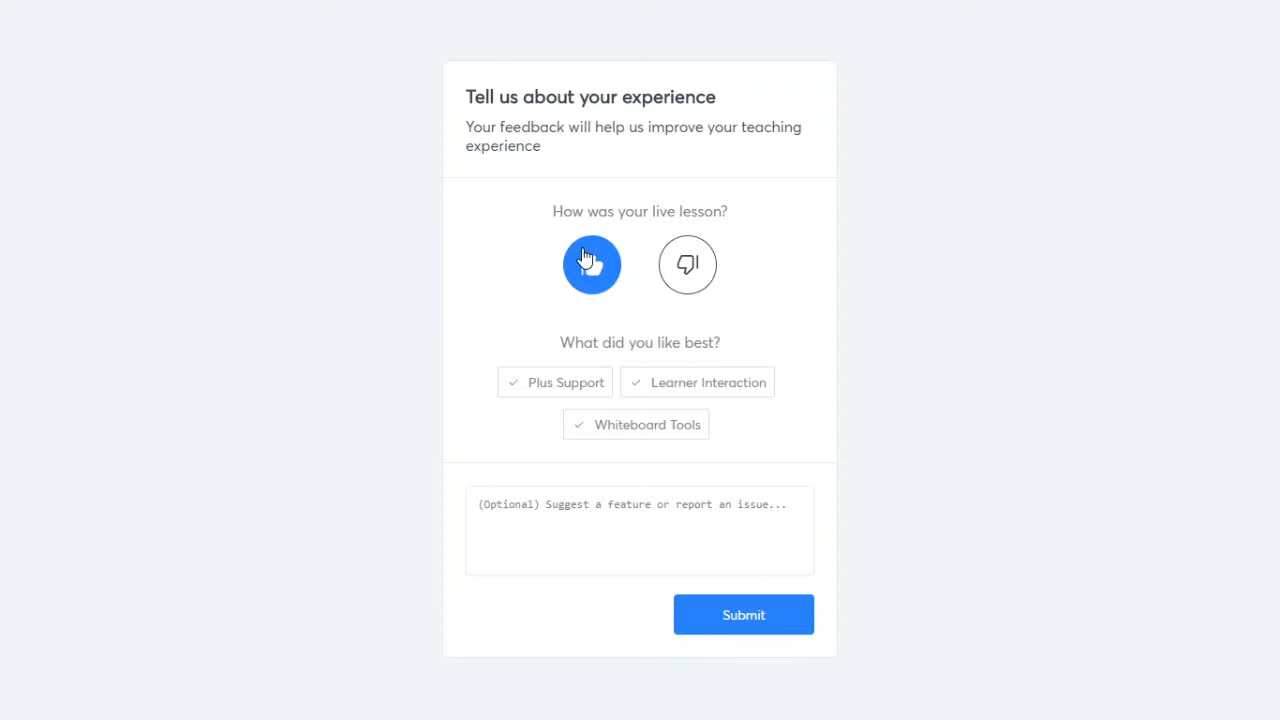 Tell us about your experience
Your feedback will help us improve your teaching
experience
How was your live lesson?
What did you like best?
Plus Support
Learner Interaction
Whiteboard Tools
(Optional) Suggest a feature or report an issue...
Submit